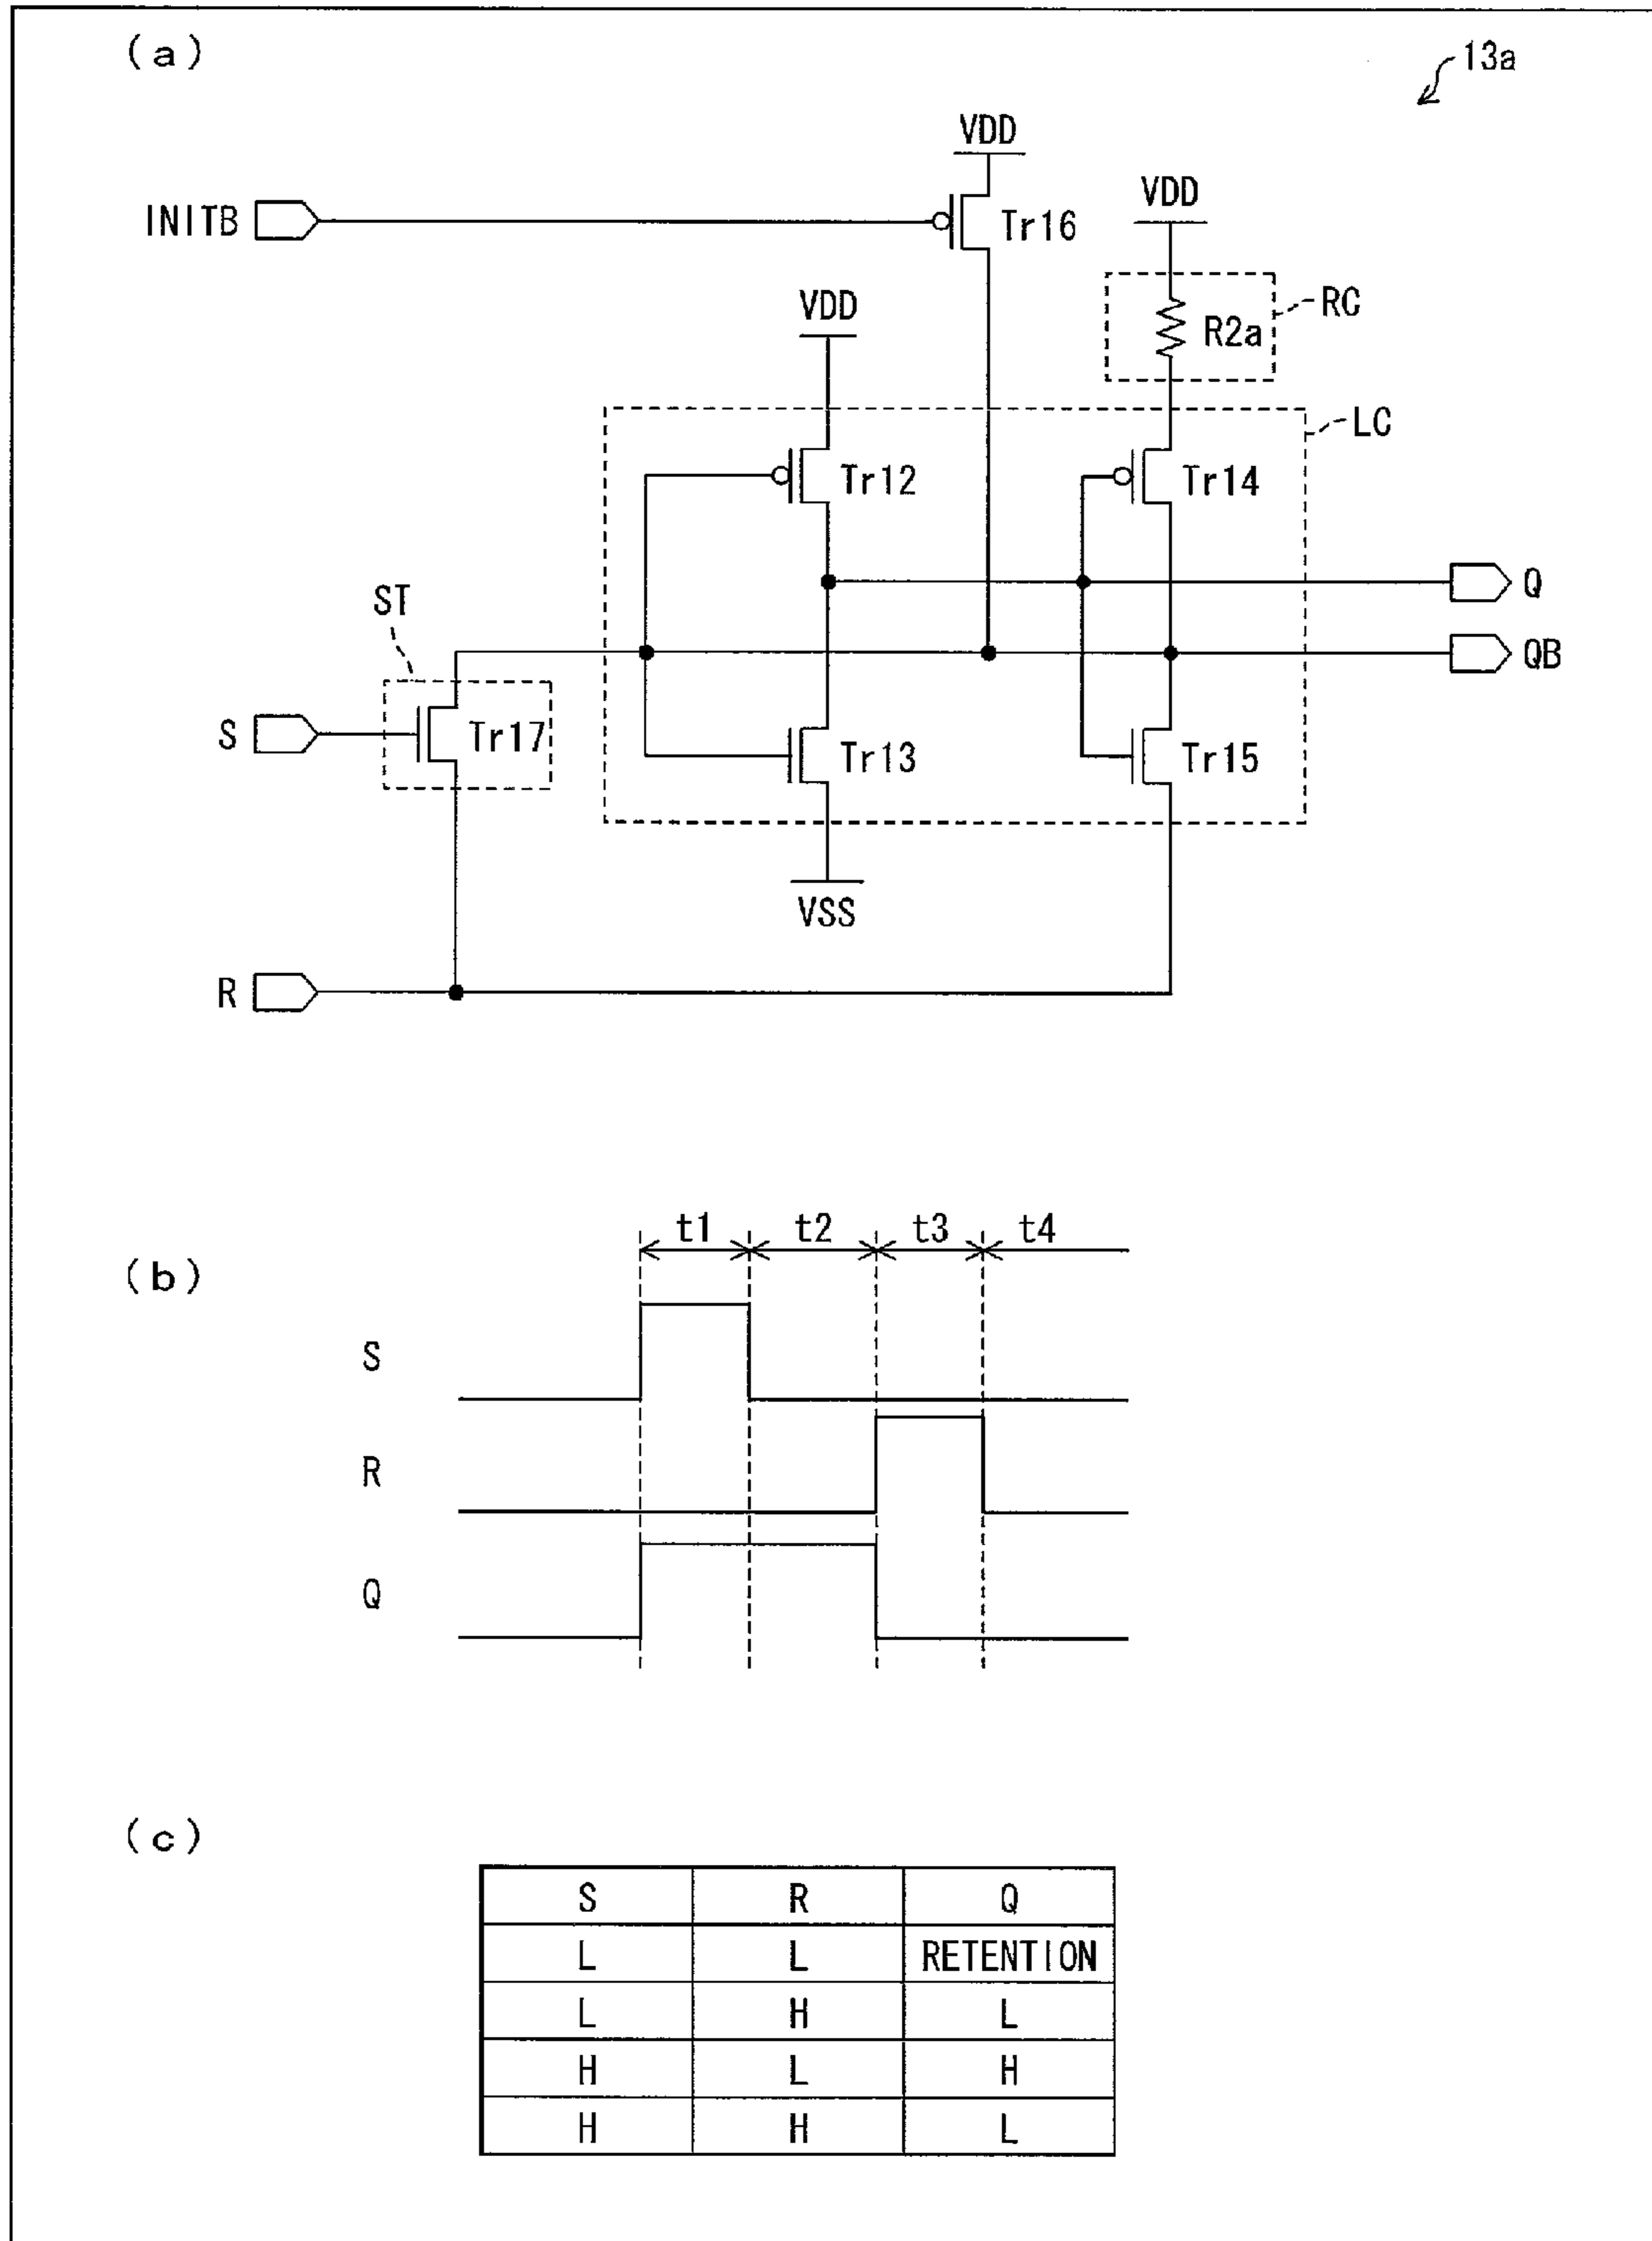 (a)
13a
VDD
INITB
Tr16
VDD
VDD
R2a
RC
LC
Tr12
Tr14
ST
Q
QB
S
Tr17
Tr13
Tr15
VSS
R
(b)
t1 t2 t3 t4
S
R
Q
(c)
S R Q
L L RETENTION
L H L
H L H
H H L